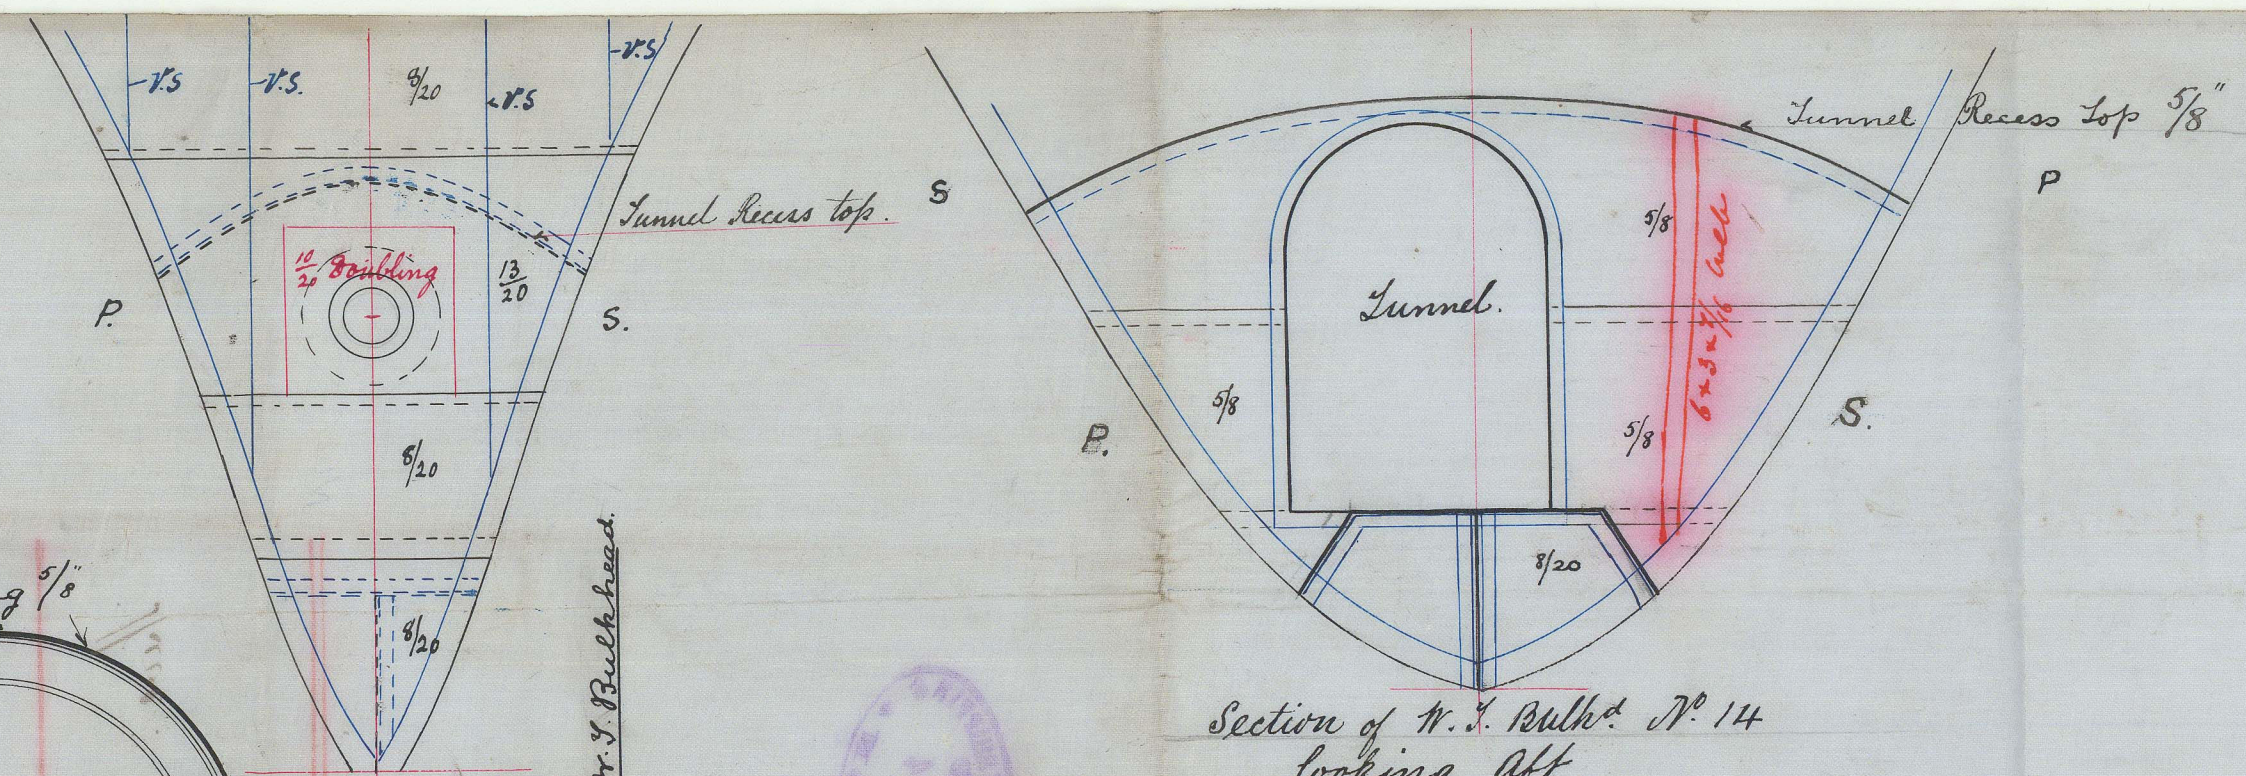 V.S
V.S.
8/20
V.S
V.S
Tunnel Recess top.
10/20 Doubling
13/20
P.
S.
8/20
8/20
g 5/8"
W.T. Bulkhead.
S
Tunnel Recess Top 5/8"
P
5/8
Tunnel.
6 x 3 x 7/16
5/8
5/8
P.
S.
8/20
Section of W.T. Bulkd. No. 14
looking Aft